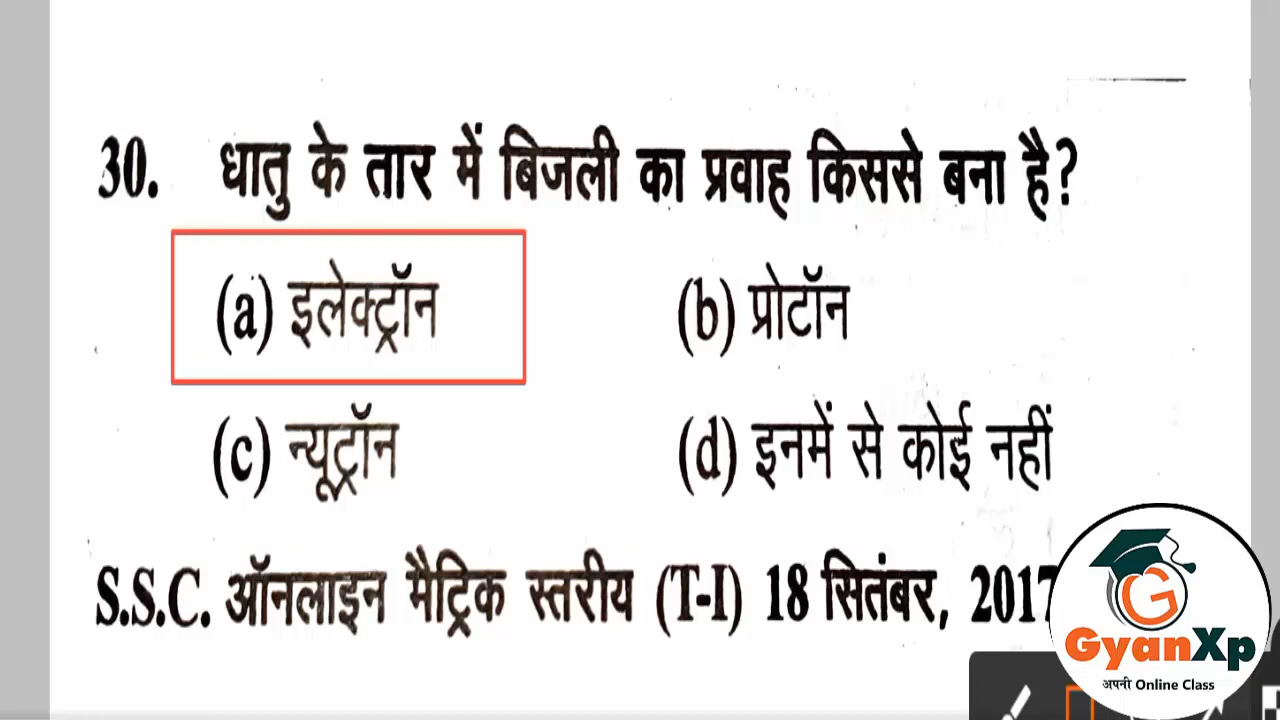 30. धातु के तार में बिजली का प्रवाह किससे बना है?
(a) इलेक्ट्रॉन (b) प्रोटॉन
(c) न्यूट्रॉन (d) इनमें से कोई नहीं
S.S.C. ऑनलाइन मैट्रिक स्तरीय (T-I) 18 सितंबर, 2017
G
GyanXp
अपनी Online Class